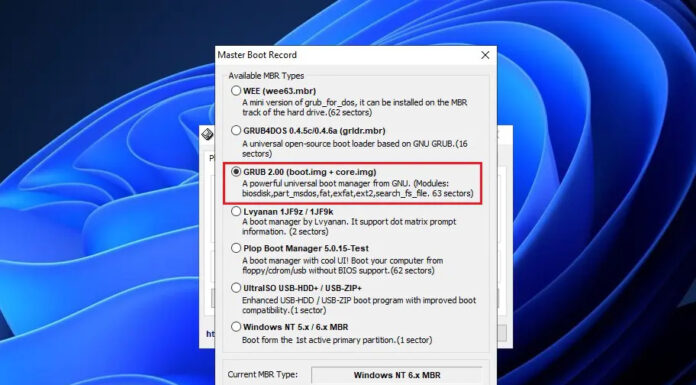 Master Boot Record
Available MBR Types
WEE (wee63.mbr)
A mini version of grub_for_dos, it can be installed on the MBR
track of the hard drive.(62 sectors)
GRUB4DOS 0.4.5c/0.4.6a (grldr.mbr)
A universal open-source boot loader based on GNU GRUB.(16
sectors)
GRUB 2.00 (boot.img + core.img)
A powerful universal boot manager from GNU. (Modules:
biosdisk,part_msdos,fat,exfat,ext2,search_fs_file. 63 sectors)
Lvyanan 1JF9z / 1JF9k
A boot manager by Lvyanan. It support dot matrix prompt
information. (2 sectors)
Plop Boot Manager 5.0.15-Test
A boot manager with cool UI! Boot your computer from
floppy/cdrom/usb without BIOS support.(62 sectors)
UltraISO USB-HDD+ / USB-ZIP+
Enhanced USB-HDD / USB-ZIP boot program with improved boot
compatibility.(1 sector)
Windows NT 5.x / 6.x MBR
Boot form the 1st active primary partition.(1 sector)
Current MBR Type:
Windows NT 6.x MBR